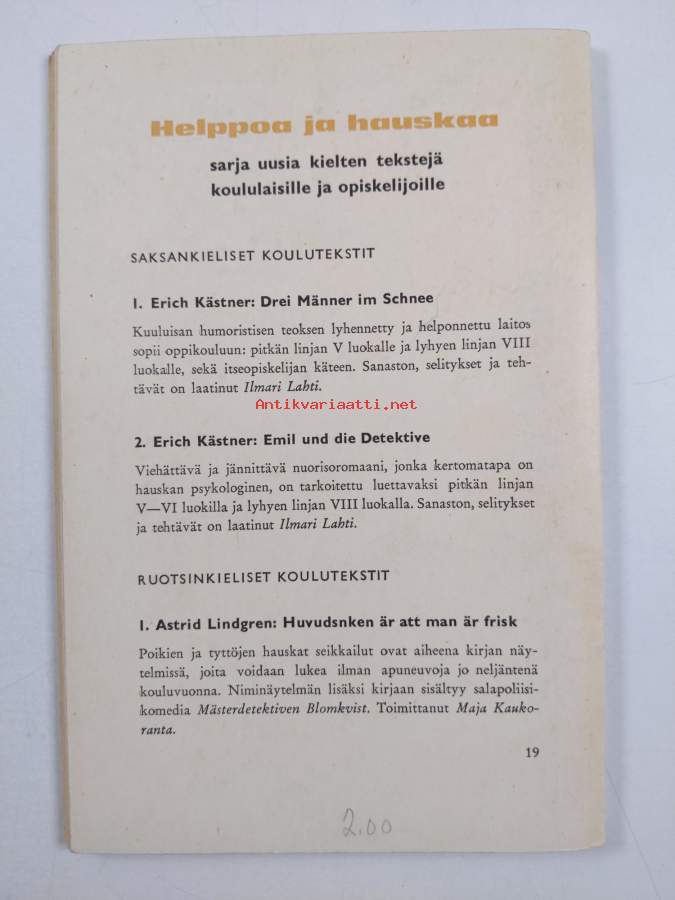 Helppoa ja hauskaa
sarja uusia kielten tekstejä
koululaisille ja opiskelijoille
SAKSANKIELISET KOULUTEKSTIT
1. Erich Kästner: Drei Männer im Schnee
Kuuluisan humoristisen teoksen lyhennetty ja helponnettu laitos
sopii oppikouluun: pitkän linjan V luokalle ja lyhyen linjan VIII
luokalle, sekä itseopiskelijan käteen. Sanaston, selitykset ja teh-
tävät on laatinut Ilmari Lahti.
Antikvariaatti.net
2. Erich Kästner: Emil und die Detektive
Viehättävä ja jännittävä nuorisoromaani, jonka kertomatapa on
hauskan psykologinen, on tarkoitettu luettavaksi pitkän linjan
V—VI luokilla ja lyhyen linjan VIII luokalla. Sanaston, selitykset
ja tehtävät on laatinut Ilmari Lahti.
RUOTSINKIELISET KOULUTEKSTIT
1. Astrid Lindgren: Huvudsnken är att man är frisk
Poikien ja tyttöjen hauskat seikkailut ovat aiheena kirjan näy-
telmissä, joita voidaan lukea ilman apuneuvoja jo neljäntenä
kouluvuonna. Niminäytelmän lisäksi kirjaan sisältyy salapoliisi-
komedia Mästerdetektiven Blomkvist. Toimittanut Maja Kauko-
ranta.
19
2.00